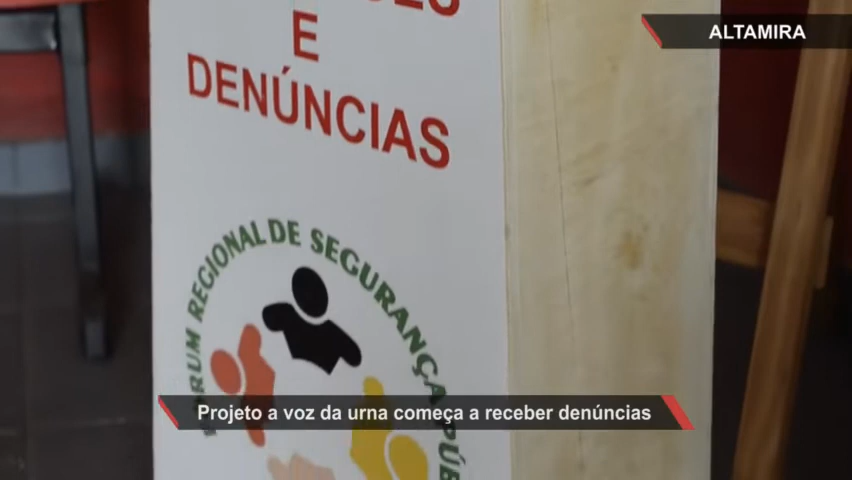 ALTAMIRA
E
DENÚNCIAS
REGIONAL DE SEGURANÇA
Projeto a voz da urna começa a receber denúncias